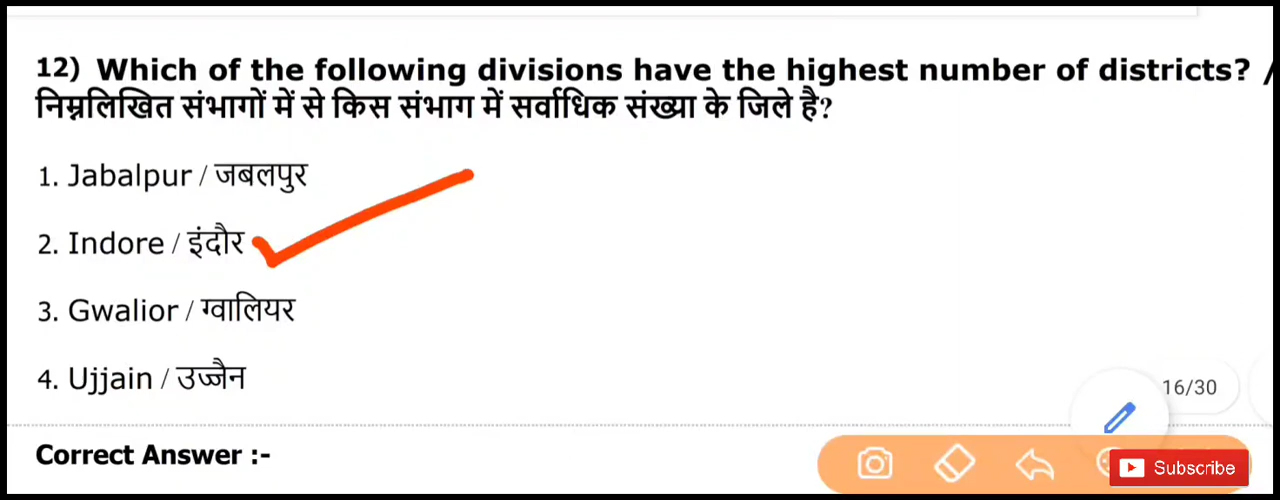 12) Which of the following divisions have the highest number of districts? /
निम्नलिखित संभागों में से किस संभाग में सर्वाधिक संख्या के जिले है?
1. Jabalpur / जबलपुर
2. Indore / इंदौर
3. Gwalior / ग्वालियर
4. Ujjain / उज्जैन
16/30
Correct Answer :-
Subscribe